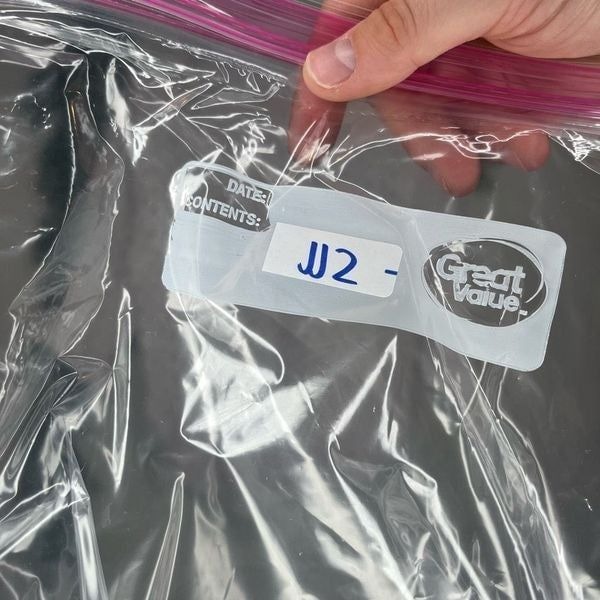 DATE:
CONTENTS:
JJ2 -
Great
Value